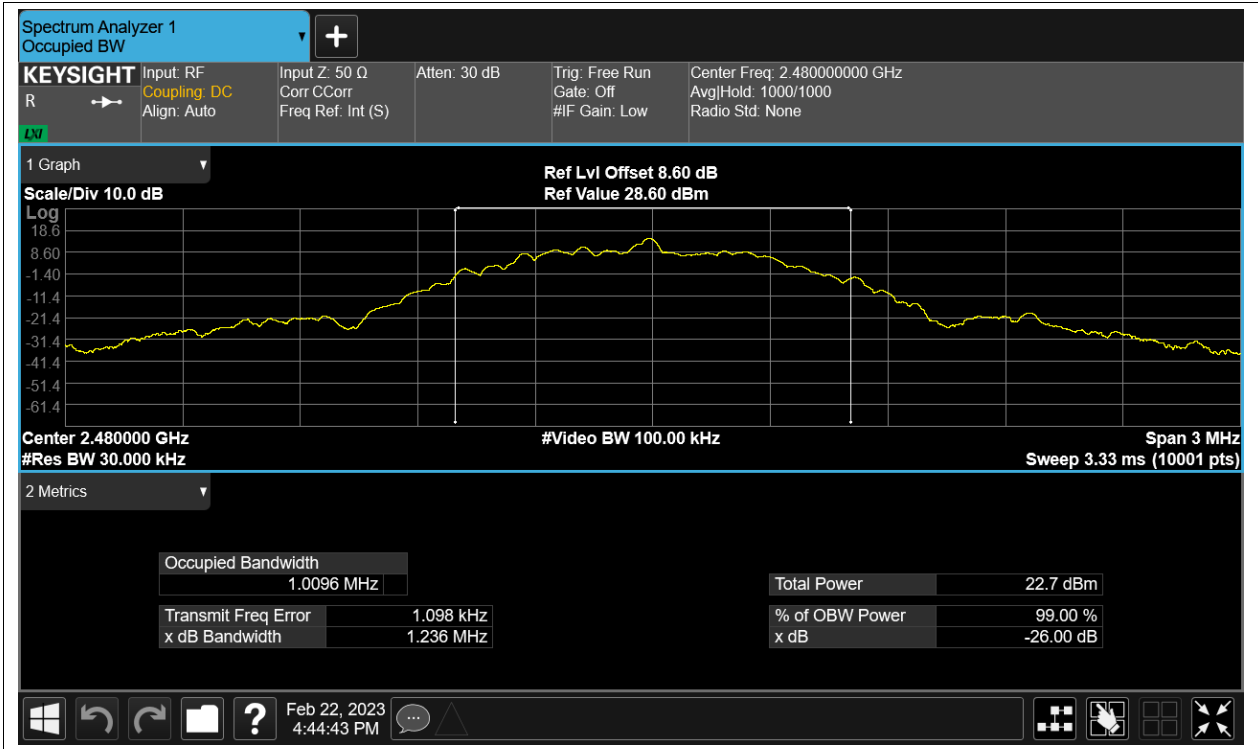 Spectrum Analyzer 1
Occupied BW
KEYSIGHT
R
LXI
Input: RF
Coupling: DC
Align: Auto
Input Z: 50 Ω
Corr CCorr
Freq Ref: Int (S)
Atten: 30 dB
Trig: Free Run
Gate: Off
#IF Gain: Low
Center Freq: 2.480000000 GHz
Avg|Hold: 1000/1000
Radio Std: None
1 Graph
Scale/Div 10.0 dB
Ref Lvl Offset 8.60 dB
Ref Value 28.60 dBm
Log
18.6
8.60
-1.40
-11.4
-21.4
-31.4
-41.4
-51.4
-61.4
Center 2.480000 GHz
#Video BW 100.00 kHz
Span 3 MHz
#Res BW 30.000 kHz
Sweep 3.33 ms (10001 pts)
2 Metrics
Occupied Bandwidth
1.0096 MHz
Transmit Freq Error 1.098 kHz
x dB Bandwidth 1.236 MHz
Total Power 22.7 dBm
% of OBW Power 99.00 %
x dB -26.00 dB
?
Feb 22, 2023
4:44:43 PM